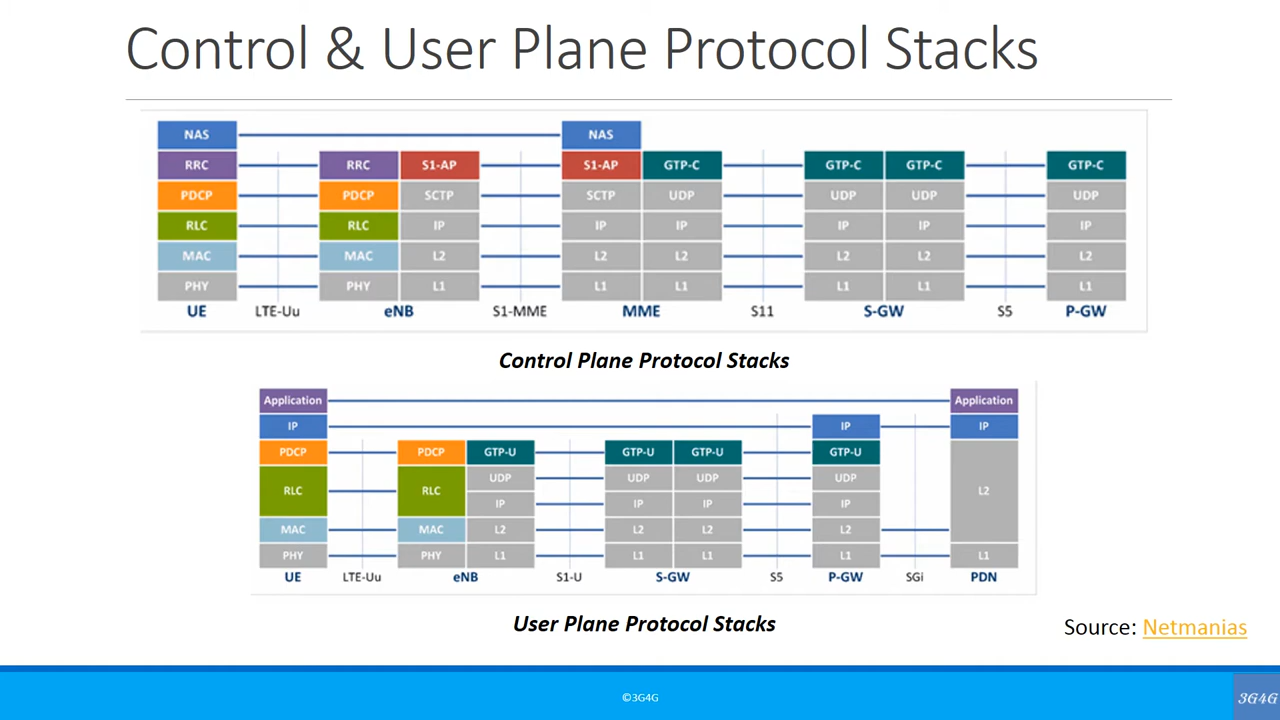 Control & User Plane Protocol Stacks
NAS NAS
RRC RRC S1-AP S1-AP GTP-C GTP-C GTP-C GTP-C
PDCP PDCP SCTP SCTP UDP UDP UDP UDP
RLC RLC IP IP IP IP IP IP
MAC MAC L2 L2 L2 L2 L2 L2
PHY PHY L1 L1 L1 L1 L1 L1
UE LTE-Uu eNB S1-MME MME S11 S-GW S5 P-GW
Control Plane Protocol Stacks
Application Application
IP IP IP
PDCP PDCP GTP-U GTP-U GTP-U GTP-U
UDP UDP UDP UDP
RLC RLC L2
IP IP IP IP
MAC MAC L2 L2 L2 L2
PHY PHY L1 L1 L1 L1 L1
UE LTE-Uu eNB S1-U S-GW S5 P-GW SGi PDN
User Plane Protocol Stacks
Source: Netmanias
©3G4G
3G4G